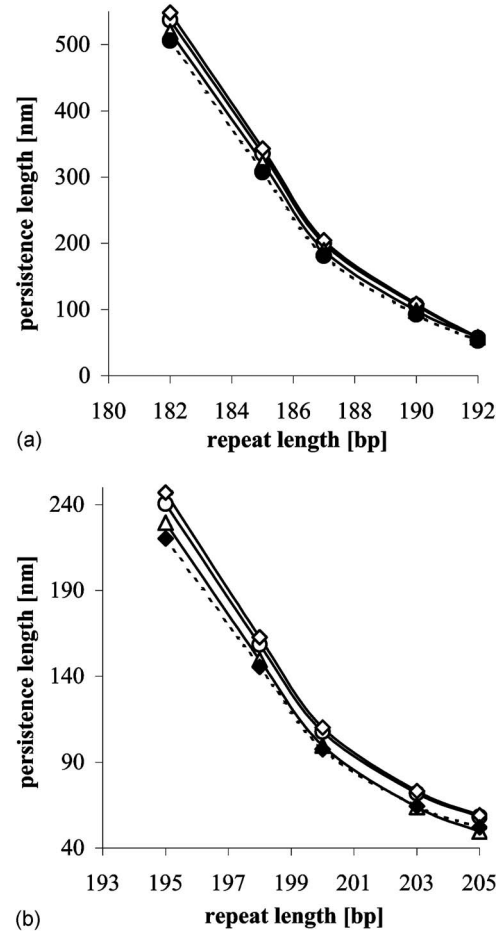 500
400
300
200
100
0
persistence length [nm]
180 182 184 186 188 190 192
(a)
repeat length [bp]
240
190
140
90
40
persistence length [nm]
193 195 197 199 201 203 205
(b)
repeat length [bp]